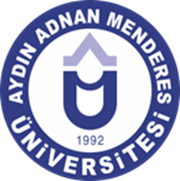 AYDIN ADNAN MENDERES
1992
ÜNİVERSİTESİ